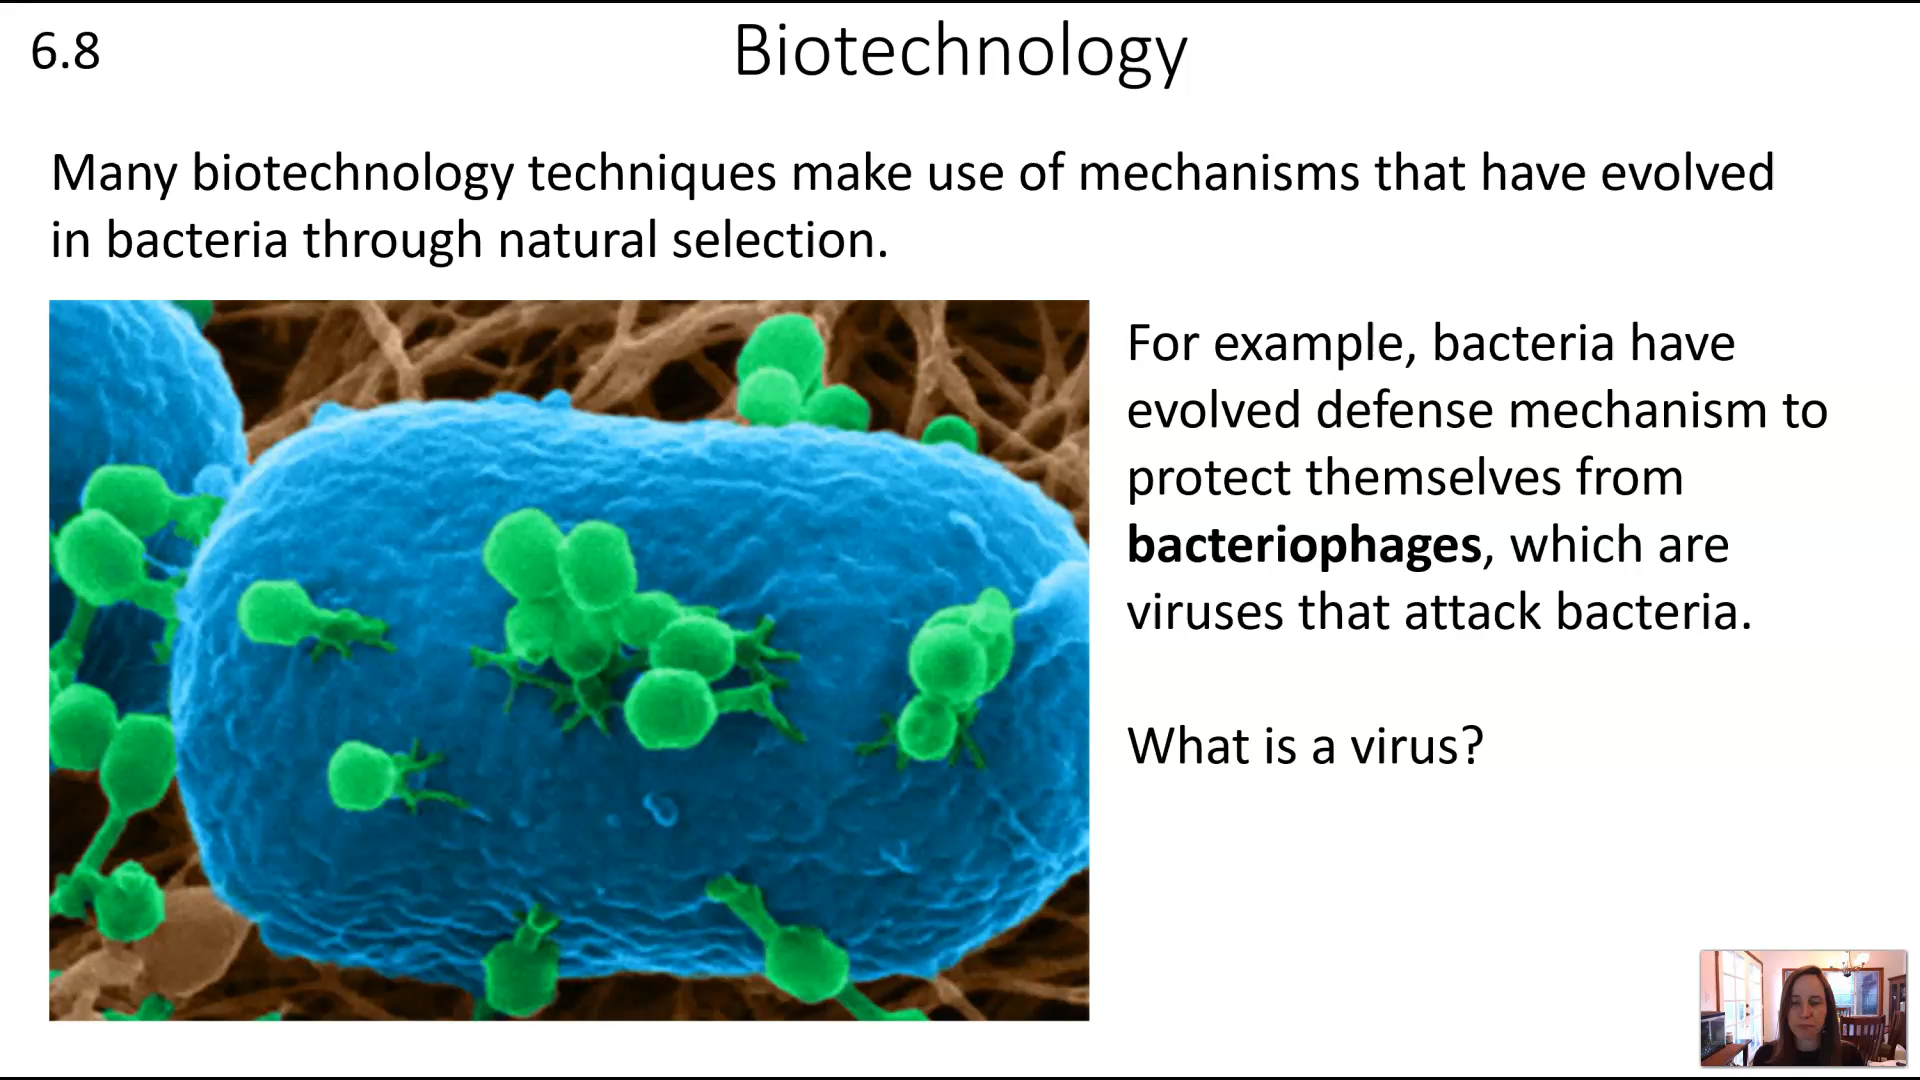 6.8
Biotechnology
Many biotechnology techniques make use of mechanisms that have evolved
in bacteria through natural selection.
For example, bacteria have
evolved defense mechanism to
protect themselves from
bacteriophages, which are
viruses that attack bacteria.
What is a virus?